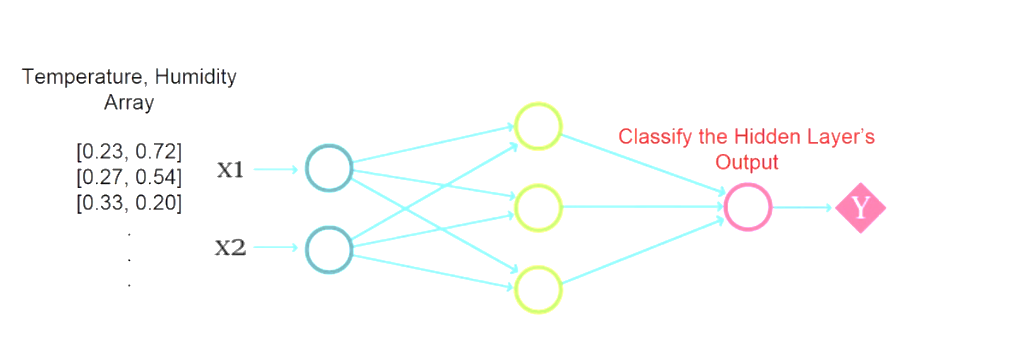 Temperature, Humidity
Array
[0.23, 0.72]
[0.27, 0.54]
[0.33, 0.20]
.
.
.
X1
X2
Classify the Hidden Layer's
Output
Y